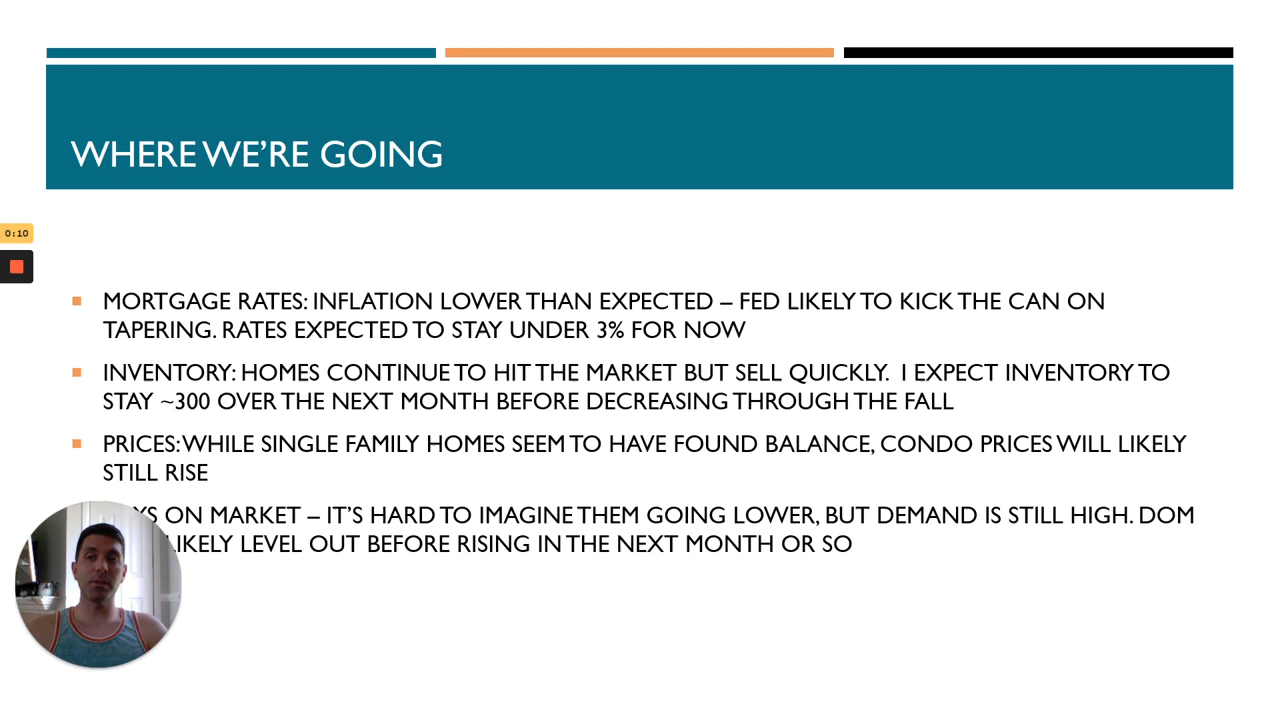 WHERE WE'RE GOING
0:10
MORTGAGE RATES: INFLATION LOWER THAN EXPECTED – FED LIKELY TO KICK THE CAN ON
TAPERING. RATES EXPECTED TO STAY UNDER 3% FOR NOW
INVENTORY: HOMES CONTINUE TO HIT THE MARKET BUT SELL QUICKLY.  I EXPECT INVENTORY TO
STAY ~300 OVER THE NEXT MONTH BEFORE DECREASING THROUGH THE FALL
PRICES: WHILE SINGLE FAMILY HOMES SEEM TO HAVE FOUND BALANCE, CONDO PRICES WILL LIKELY
STILL RISE
ON MARKET – IT'S HARD TO IMAGINE THEM GOING LOWER, BUT DEMAND IS STILL HIGH. DOM
LIKELY LEVEL OUT BEFORE RISING IN THE NEXT MONTH OR SO